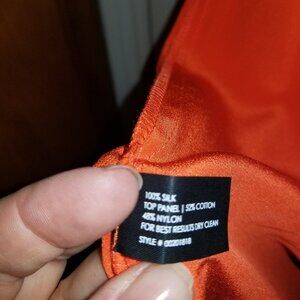 100% SILK
TOP PANEL | 52% COTTON
48% NYLON
FOR BEST RESULTS DRY CLEAN
STYLE # 00201818